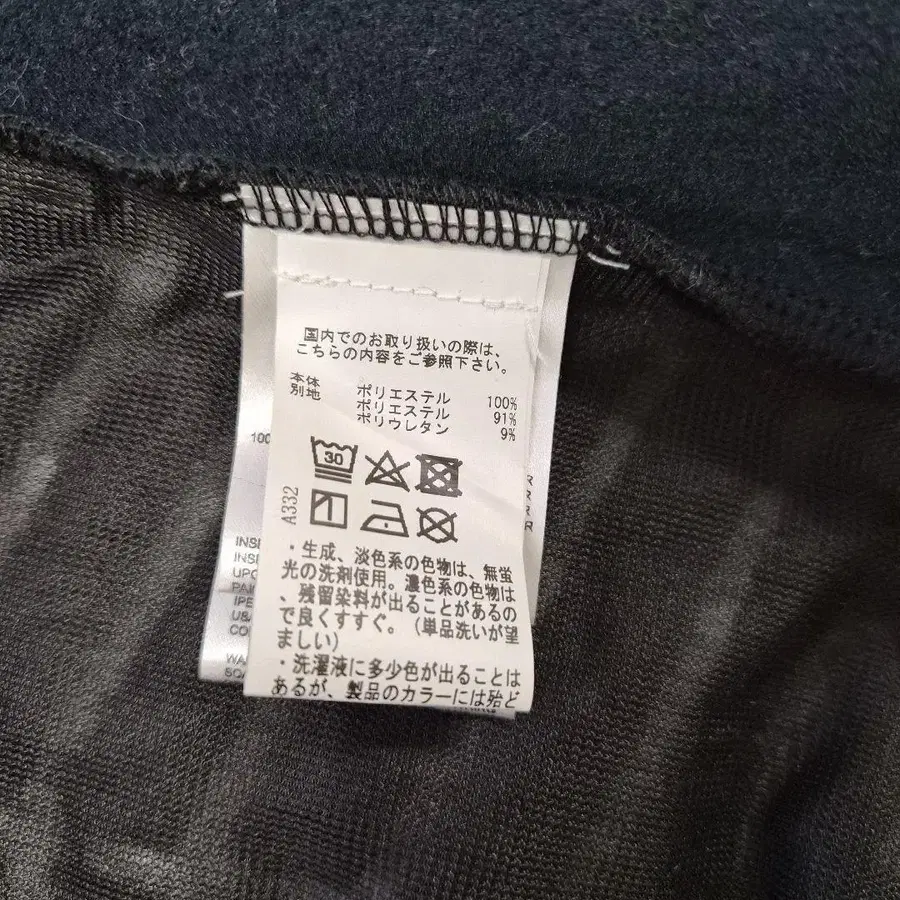 国内でのお取り扱いの際は、
こちらの内容をご参照下さい。
本体 ポリエステル 100%
別地 ポリエステル 91%
ポリウレタン 9%
30
A332
・生成、淡色系の色物は、無蛍
光の洗剤使用。濃色系の色物は
、残留染料が出ることがあるの
で良くすすぐ。(単品洗いが望
ましい)
・洗濯液に多少色が出ることは
あるが、製品のカラーには殆ど
100